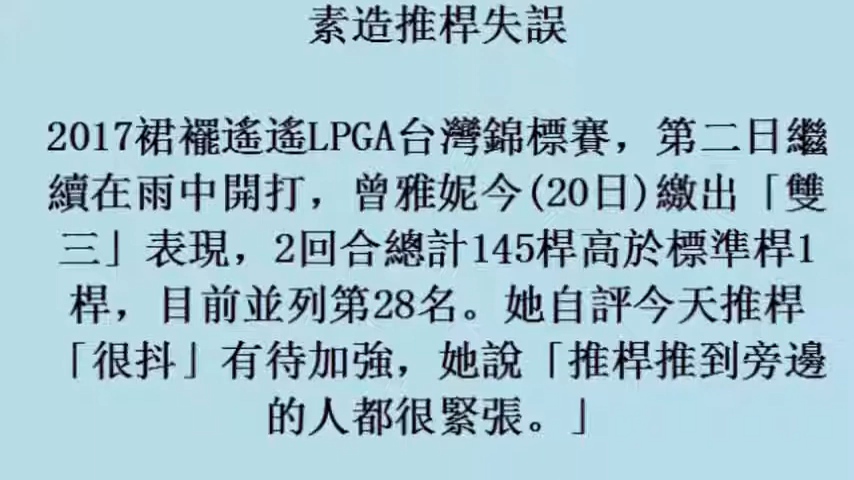 素造推桿失誤
2017裙襬遙遙LPGA台灣錦標賽，第二日繼
續在雨中開打，曾雅妮今(20日)繳出「雙
三」表現，2回合總計145桿高於標準桿1
桿，目前並列第28名。她自評今天推桿
「很抖」有待加強，她說「推桿推到旁邊
的人都很緊張。」